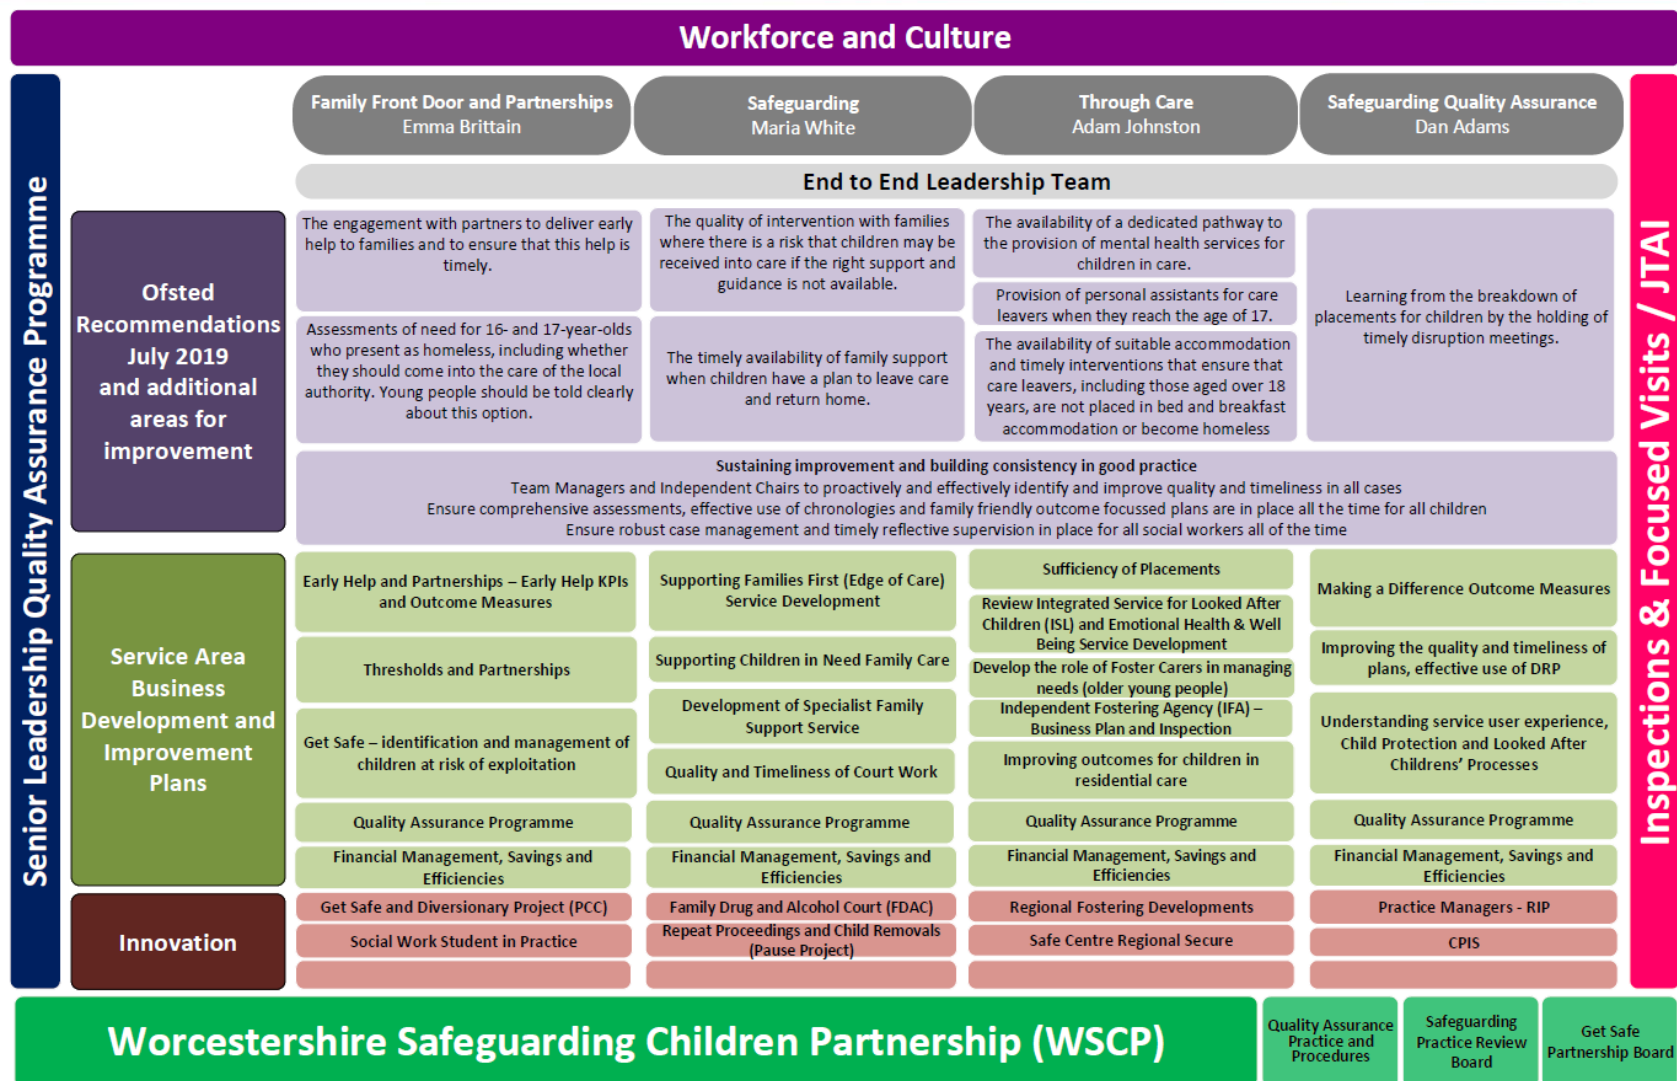 Workforce and Culture
Senior Leadership Quality Assurance Programme
Family Front Door and Partnerships
Emma Brittain
Safeguarding
Maria White
Through Care
Adam Johnston
Safeguarding Quality Assurance
Dan Adams
End to End Leadership Team
Ofsted
Recommendations
July 2019
and additional
areas for
improvement
The engagement with partners to deliver early
help to families and to ensure that this help is
timely.
Assessments of need for 16- and 17-year-olds
who present as homeless, including whether
they should come into the care of the local
authority. Young people should be told clearly
about this option.
The quality of intervention with families
where there is a risk that children may be
received into care if the right support and
guidance is not available.
The timely availability of family support
when children have a plan to leave care
and return home.
The availability of a dedicated pathway to
the provision of mental health services for
children in care.
Provision of personal assistants for care
leavers when they reach the age of 17.
The availability of suitable accommodation
and timely interventions that ensure that
care leavers, including those aged over 18
years, are not placed in bed and breakfast
accommodation or become homeless
Learning from the breakdown of
placements for children by the holding of
timely disruption meetings.
Sustaining improvement and building consistency in good practice
Team Managers and Independent Chairs to proactively and effectively identify and improve quality and timeliness in all cases
Ensure comprehensive assessments, effective use of chronologies and family friendly outcome focussed plans are in place all the time for all children
Ensure robust case management and timely reflective supervision in place for all social workers all of the time
Service Area
Business
Development and
Improvement
Plans
Early Help and Partnerships – Early Help KPIs
and Outcome Measures
Thresholds and Partnerships
Get Safe – identification and management of
children at risk of exploitation
Quality Assurance Programme
Financial Management, Savings and
Efficiencies
Supporting Families First (Edge of Care)
Service Development
Supporting Children in Need Family Care
Development of Specialist Family
Support Service
Quality and Timeliness of Court Work
Quality Assurance Programme
Financial Management, Savings and
Efficiencies
Sufficiency of Placements
Review Integrated Service for Looked After
Children (ISL) and Emotional Health & Well
Being Service Development
Develop the role of Foster Carers in managing
needs (older young people)
Independent Fostering Agency (IFA) –
Business Plan and Inspection
Improving outcomes for children in
residential care
Quality Assurance Programme
Financial Management, Savings and
Efficiencies
Making a Difference Outcome Measures
Improving the quality and timeliness of
plans, effective use of DRP
Understanding service user experience,
Child Protection and Looked After
Childrens' Processes
Quality Assurance Programme
Financial Management, Savings and
Efficiencies
Innovation
Get Safe and Diversionary Project (PCC)
Social Work Student in Practice
Family Drug and Alcohol Court (FDAC)
Repeat Proceedings and Child Removals
(Pause Project)
Regional Fostering Developments
Safe Centre Regional Secure
Practice Managers - RIP
CPIS
Inspections & Focused Visits / JTAI
Worcestershire Safeguarding Children Partnership (WSCP)
Quality Assurance
Practice and
Procedures
Safeguarding
Practice Review
Board
Get Safe
Partnership Board